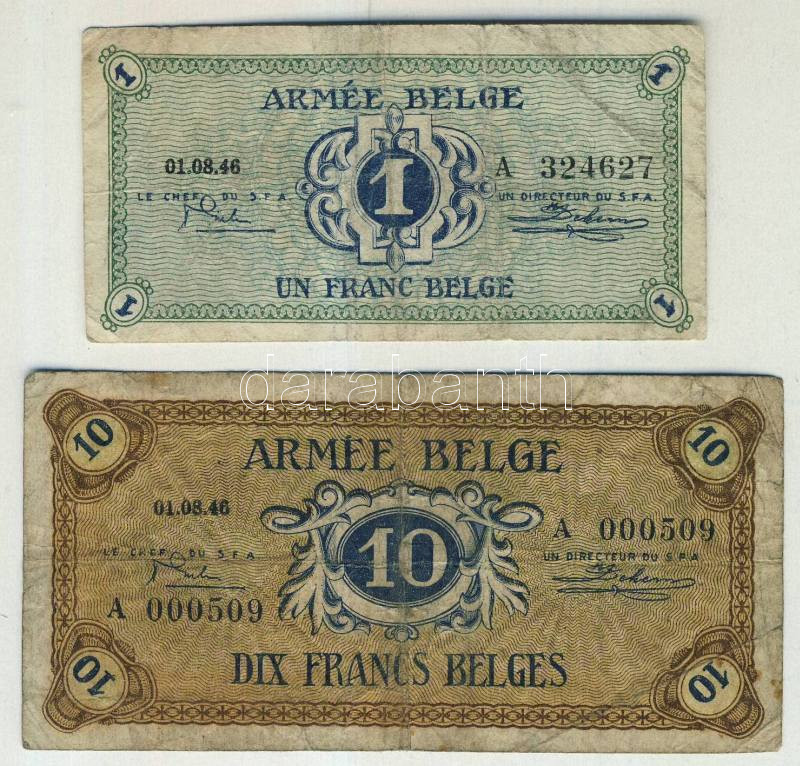 1 1
ARMÉE BELGE
01.08.46 A 324627
LE CHEF DU S.F.A. UN DIRECTEUR DU S.F.A.
1
UN FRANC BELGE
1 1
darabanth
10 10
ARMÉE BELGE
01.08.46
A 000509
LE CHEF DU S.F.A. UN DIRECTEUR DU S.F.A.
10
A 000509
DIX FRANCS BELGES
10 10